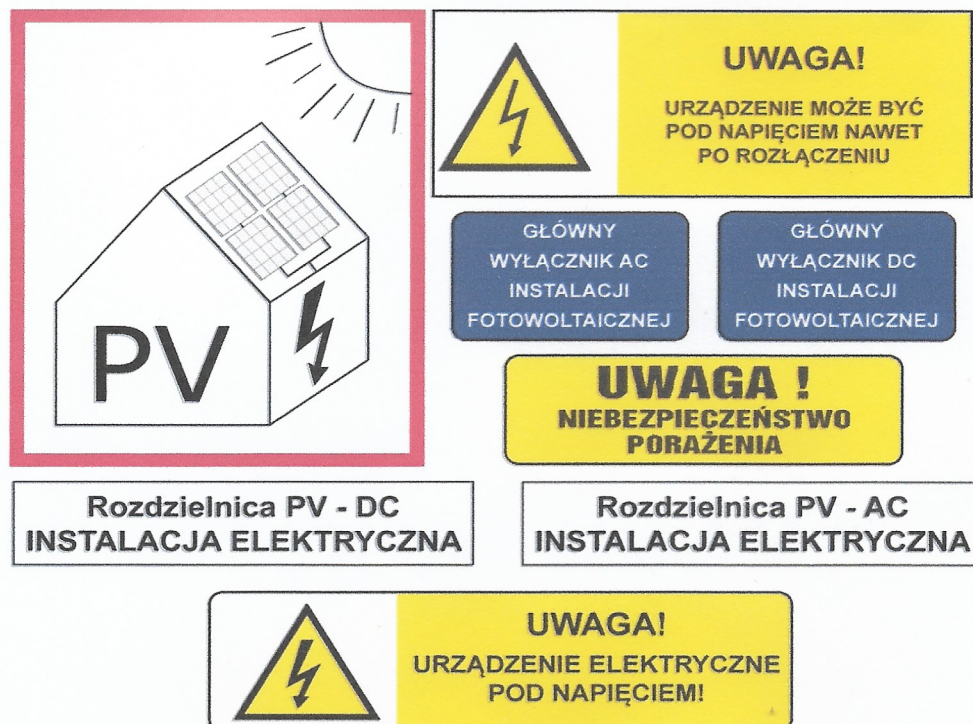 PV
UWAGA!
URZĄDZENIE MOŻE BYĆ
POD NAPIĘCIEM NAWET
PO ROZŁĄCZENIU
GŁÓWNY
WYŁĄCZNIK AC
INSTALACJI
FOTOWOLTAICZNEJ
GŁÓWNY
WYŁĄCZNIK DC
INSTALACJI
FOTOWOLTAICZNEJ
UWAGA !
NIEBEZPIECZEŃSTWO
PORAŻENIA
Rozdzielnica PV - DC
INSTALACJA ELEKTRYCZNA
Rozdzielnica PV - AC
INSTALACJA ELEKTRYCZNA
UWAGA!
URZĄDZENIE ELEKTRYCZNE
POD NAPIĘCIEM!